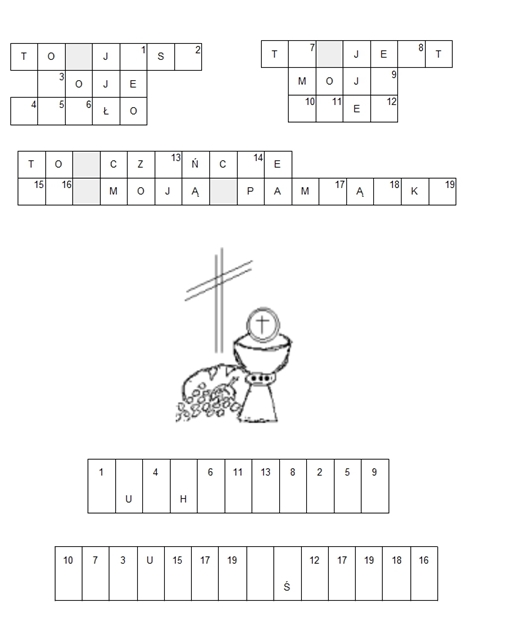 T O J 1 S 2
3 O J E
4 5 6 Ł O
T 7 J E 8 T
M O J 9
10 11 E 12
T O C Z 13 Ń C 14 E
15 16 M O J Ą P A M 17 Ą 18 K 19
1 4 6 11 13 8 2 5 9
U H
10 7 3 U 15 17 19 12 17 19 18 16
Ś